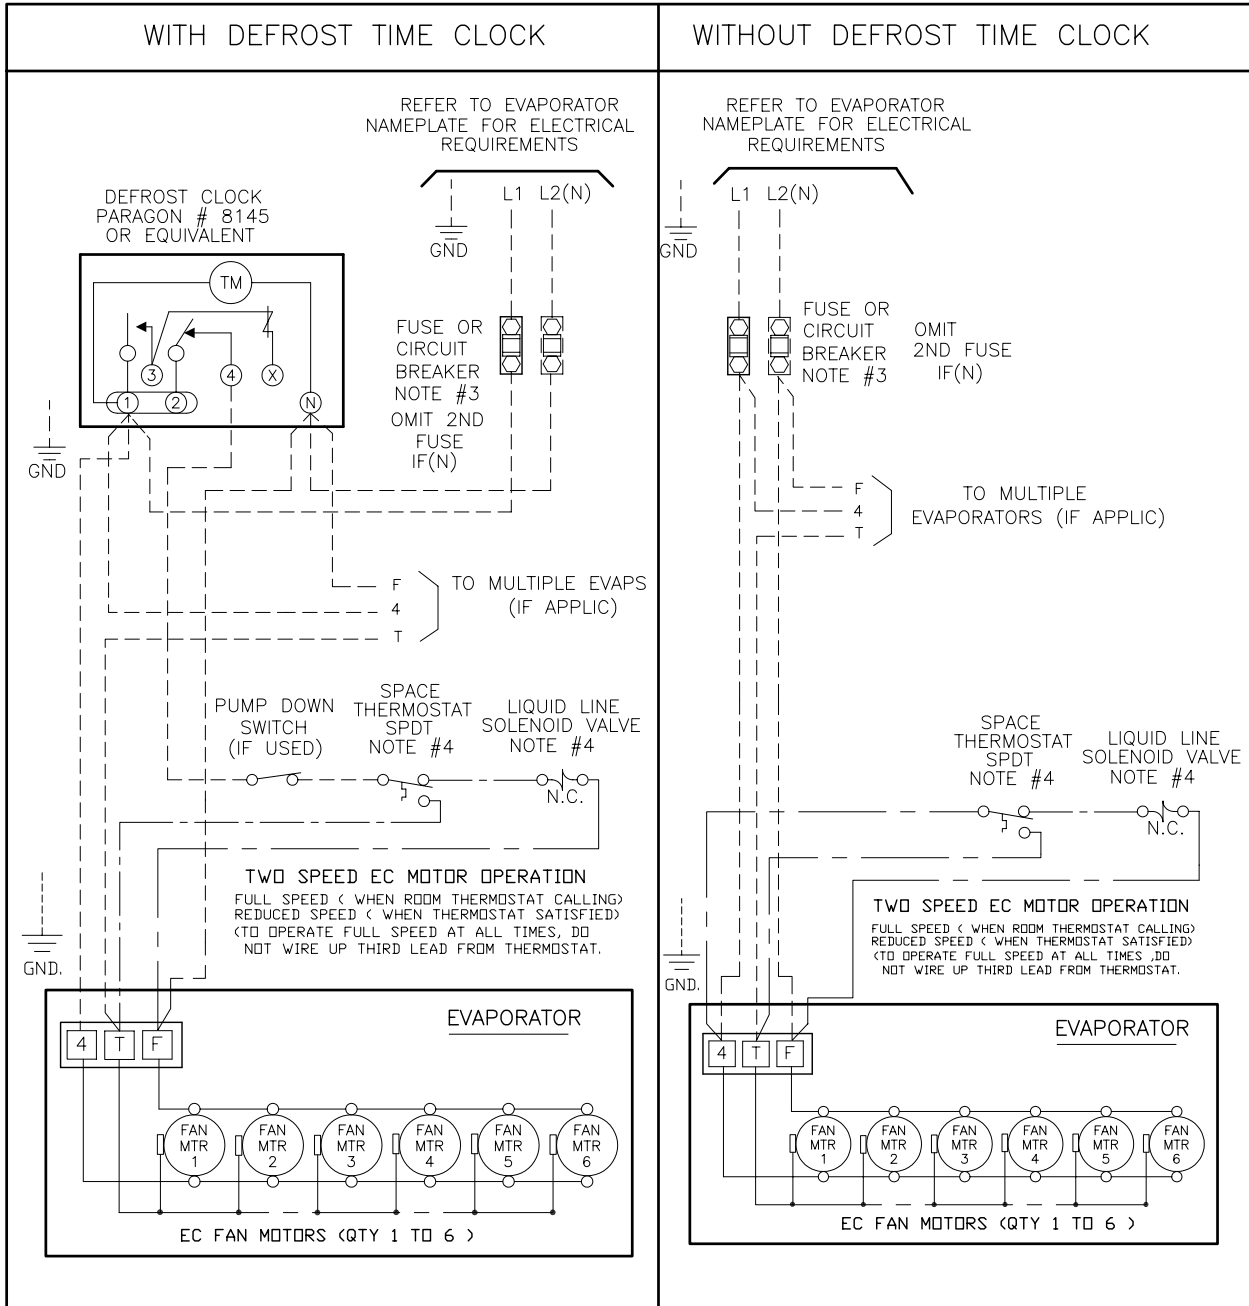 WITH DEFROST TIME CLOCK
REFER TO EVAPORATOR
NAMEPLATE FOR ELECTRICAL
REQUIREMENTS
L1 L2(N)
GND
DEFROST CLOCK
PARAGON # 8145
OR EQUIVALENT
TM
3
4
X
1
2
N
GND
FUSE OR
CIRCUIT
BREAKER
NOTE #3
OMIT 2ND
FUSE
IF(N)
F
4
T
TO MULTIPLE EVAPS
(IF APPLIC)
PUMP DOWN
SWITCH
(IF USED)
SPACE
THERMOSTAT
SPDT
NOTE #4
LIQUID LINE
SOLENOID VALVE
NOTE #4
N.C.
TWO SPEED EC MOTOR OPERATION
FULL SPEED ( WHEN ROOM THERMOSTAT CALLING)
REDUCED SPEED ( WHEN THERMOSTAT SATISFIED)
(TO OPERATE FULL SPEED AT ALL TIMES, DO
NOT WIRE UP THIRD LEAD FROM THERMOSTAT.
GND.
EVAPORATOR
4 T F
FAN
MTR
1
FAN
MTR
2
FAN
MTR
3
FAN
MTR
4
FAN
MTR
5
FAN
MTR
6
EC FAN MOTORS (QTY 1 TO 6 )
WITHOUT DEFROST TIME CLOCK
REFER TO EVAPORATOR
NAMEPLATE FOR ELECTRICAL
REQUIREMENTS
L1 L2(N)
GND
FUSE OR
CIRCUIT
BREAKER
NOTE #3
OMIT
2ND FUSE
IF(N)
F
4
T
TO MULTIPLE
EVAPORATORS (IF APPLIC)
SPACE
THERMOSTAT
SPDT
NOTE #4
LIQUID LINE
SOLENOID VALVE
NOTE #4
N.C.
TWO SPEED EC MOTOR OPERATION
FULL SPEED ( WHEN ROOM THERMOSTAT CALLING)
REDUCED SPEED ( WHEN THERMOSTAT SATISFIED)
(TO OPERATE FULL SPEED AT ALL TIMES ,DO
NOT WIRE UP THIRD LEAD FROM THERMOSTAT.
GND.
EVAPORATOR
4 T F
FAN
MTR
1
FAN
MTR
2
FAN
MTR
3
FAN
MTR
4
FAN
MTR
5
FAN
MTR
6
EC FAN MOTORS (QTY 1 TO 6 )